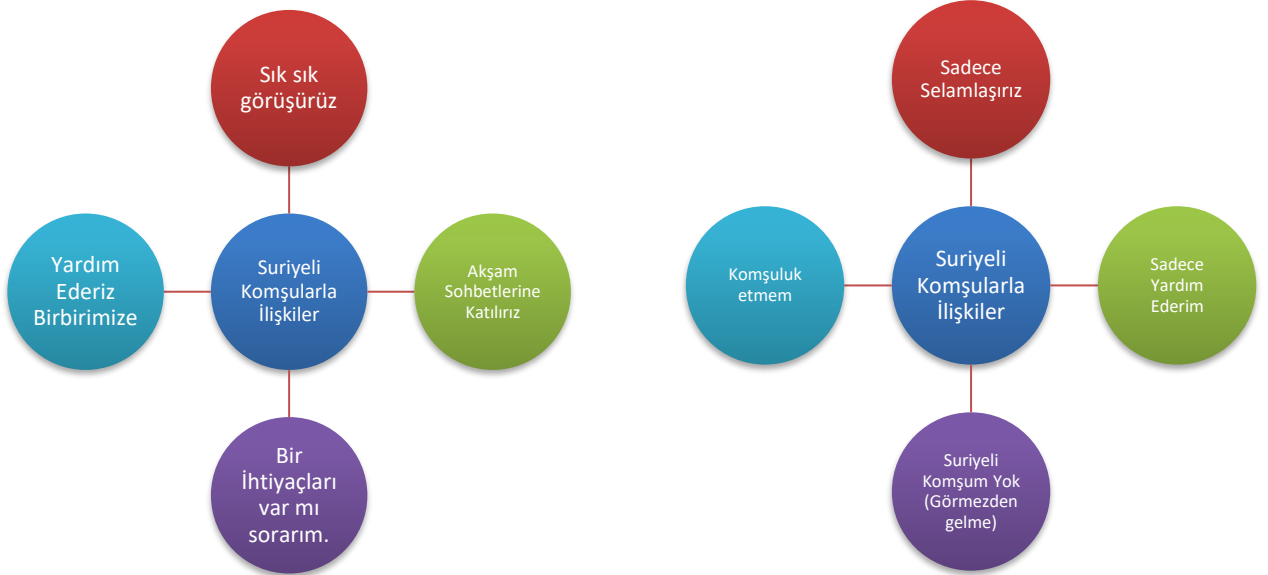 Sık sık
görüşürüz
Yardım
Ederiz
Birbirimize
Suriyeli
Komşularla
İlişkiler
Akşam
Sohbetlerine
Katılırız
Bir
İhtiyaçları
var mı
sorarım.
Sadece
Selamlaşırız
Komşuluk
etmem
Suriyeli
Komşularla
İlişkiler
Sadece
Yardım
Ederim
Suriyeli
Komşum Yok
(Görmezden
gelme)